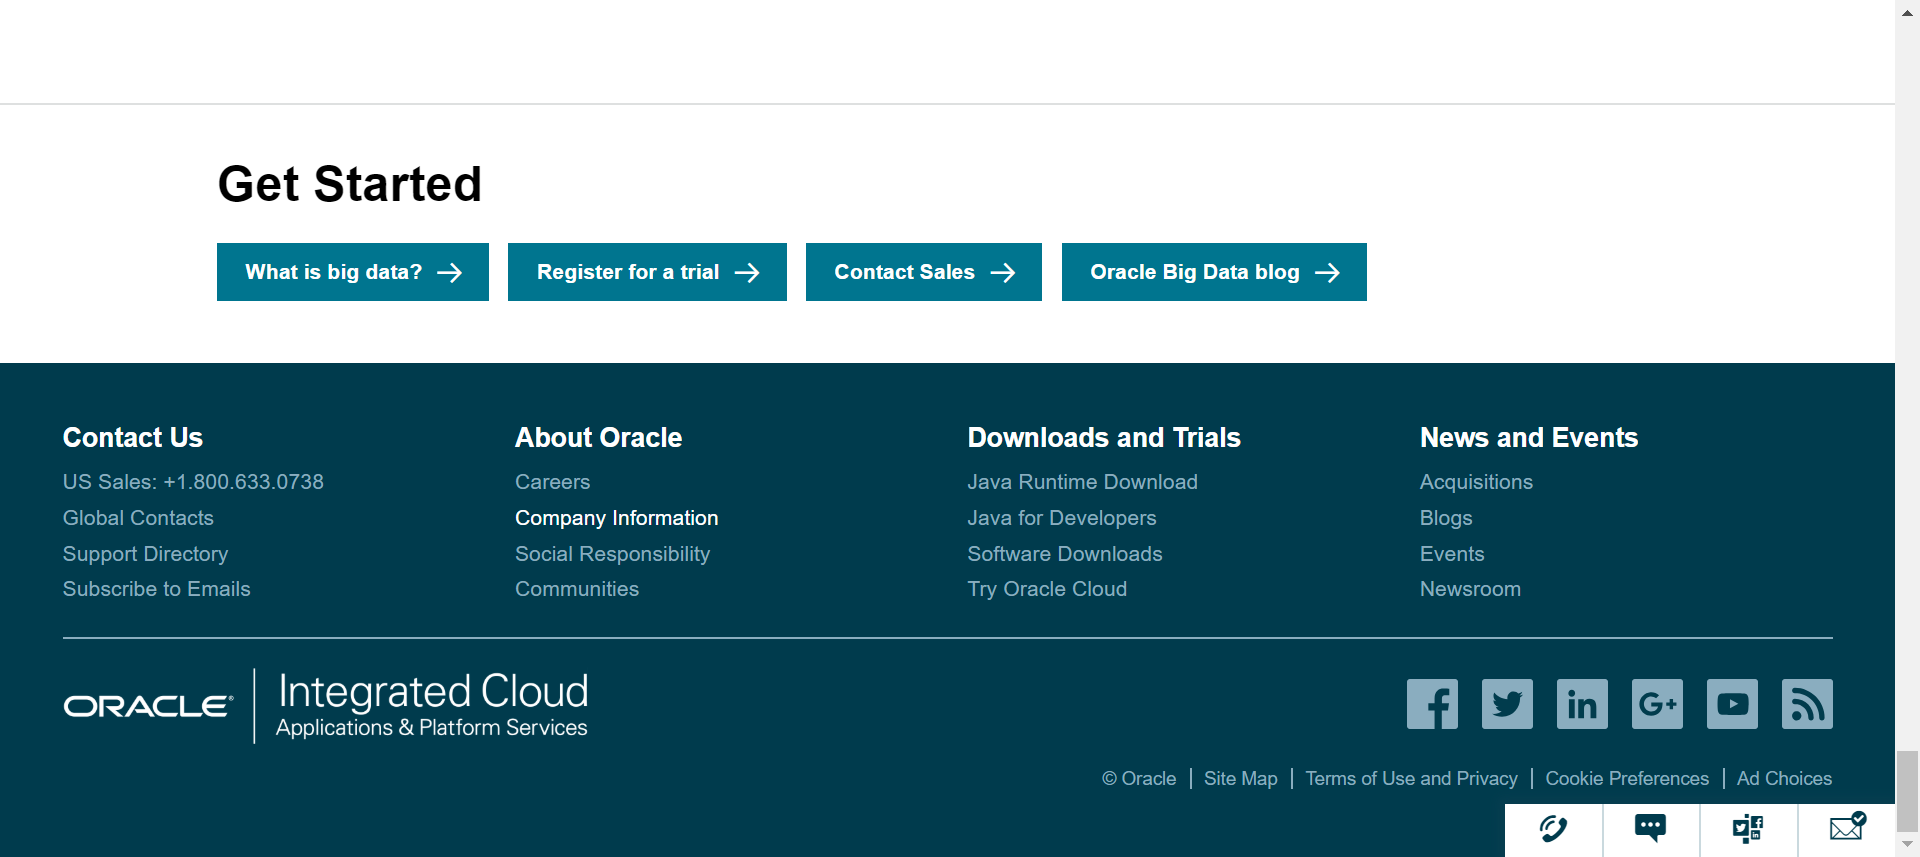 Get Started
What is big data? Register for a trial Contact Sales Oracle Big Data blog
Contact Us
US Sales: +1.800.633.0738
Global Contacts
Support Directory
Subscribe to Emails
About Oracle
Careers
Company Information
Social Responsibility
Communities
Downloads and Trials
Java Runtime Download
Java for Developers
Software Downloads
Try Oracle Cloud
News and Events
Acquisitions
Blogs
Events
Newsroom
ORACLE® Integrated Cloud
Applications & Platform Services
© Oracle | Site Map | Terms of Use and Privacy | Cookie Preferences | Ad Choices